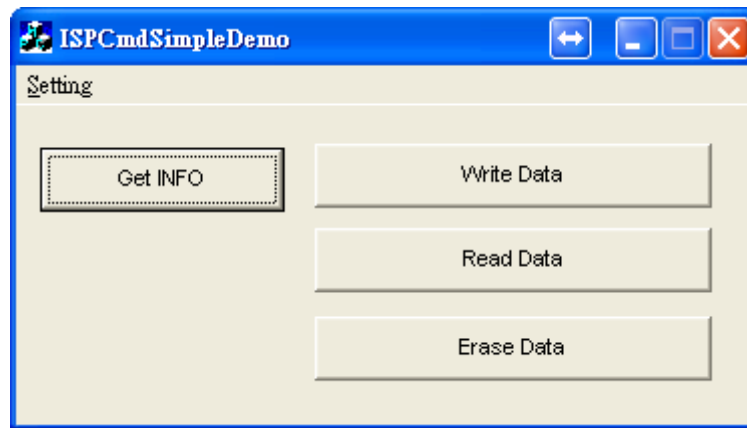 ISPCmdSimpleDemo
Setting
Get INFO
Write Data
Read Data
Erase Data